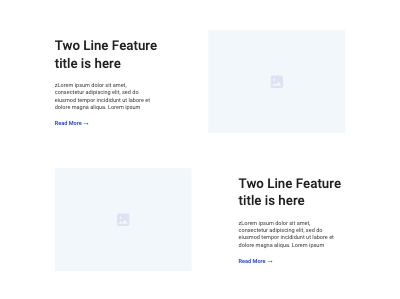 Two Line Feature
title is here
zLorem ipsum dolor sit amet,
consectetur adipiscing elit, sed do
eiusmod tempor incididunt ut labore et
dolore magna aliqua. Lorem ipsum
Read More →
Two Line Feature
title is here
zLorem ipsum dolor sit amet,
consectetur adipiscing elit, sed do
eiusmod tempor incididunt ut labore et
dolore magna aliqua. Lorem ipsum
Read More →